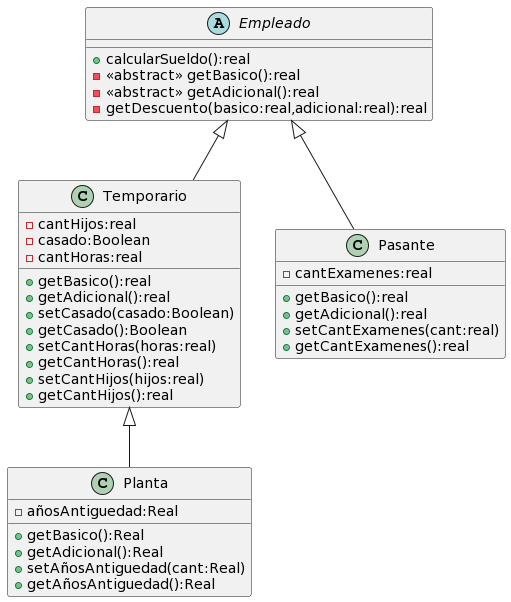 A Empleado
calcularSueldo():real
«abstract» getBasico():real
«abstract» getAdicional():real
getDescuento(basico:real,adicional:real):real
C Temporario
cantHijos:real
casado:Boolean
cantHoras:real
getBasico():real
getAdicional():real
setCasado(casado:Boolean)
getCasado():Boolean
setCantHoras(horas:real)
getCantHoras():real
setCantHijos(hijos:real)
getCantHijos():real
C Pasante
cantExamenes:real
getBasico():real
getAdicional():real
setCantExamenes(cant:real)
getCantExamenes():real
C Planta
añosAntiguedad:Real
getBasico():Real
getAdicional():Real
setAñosAntiguedad(cant:Real)
getAñosAntiguedad():Real